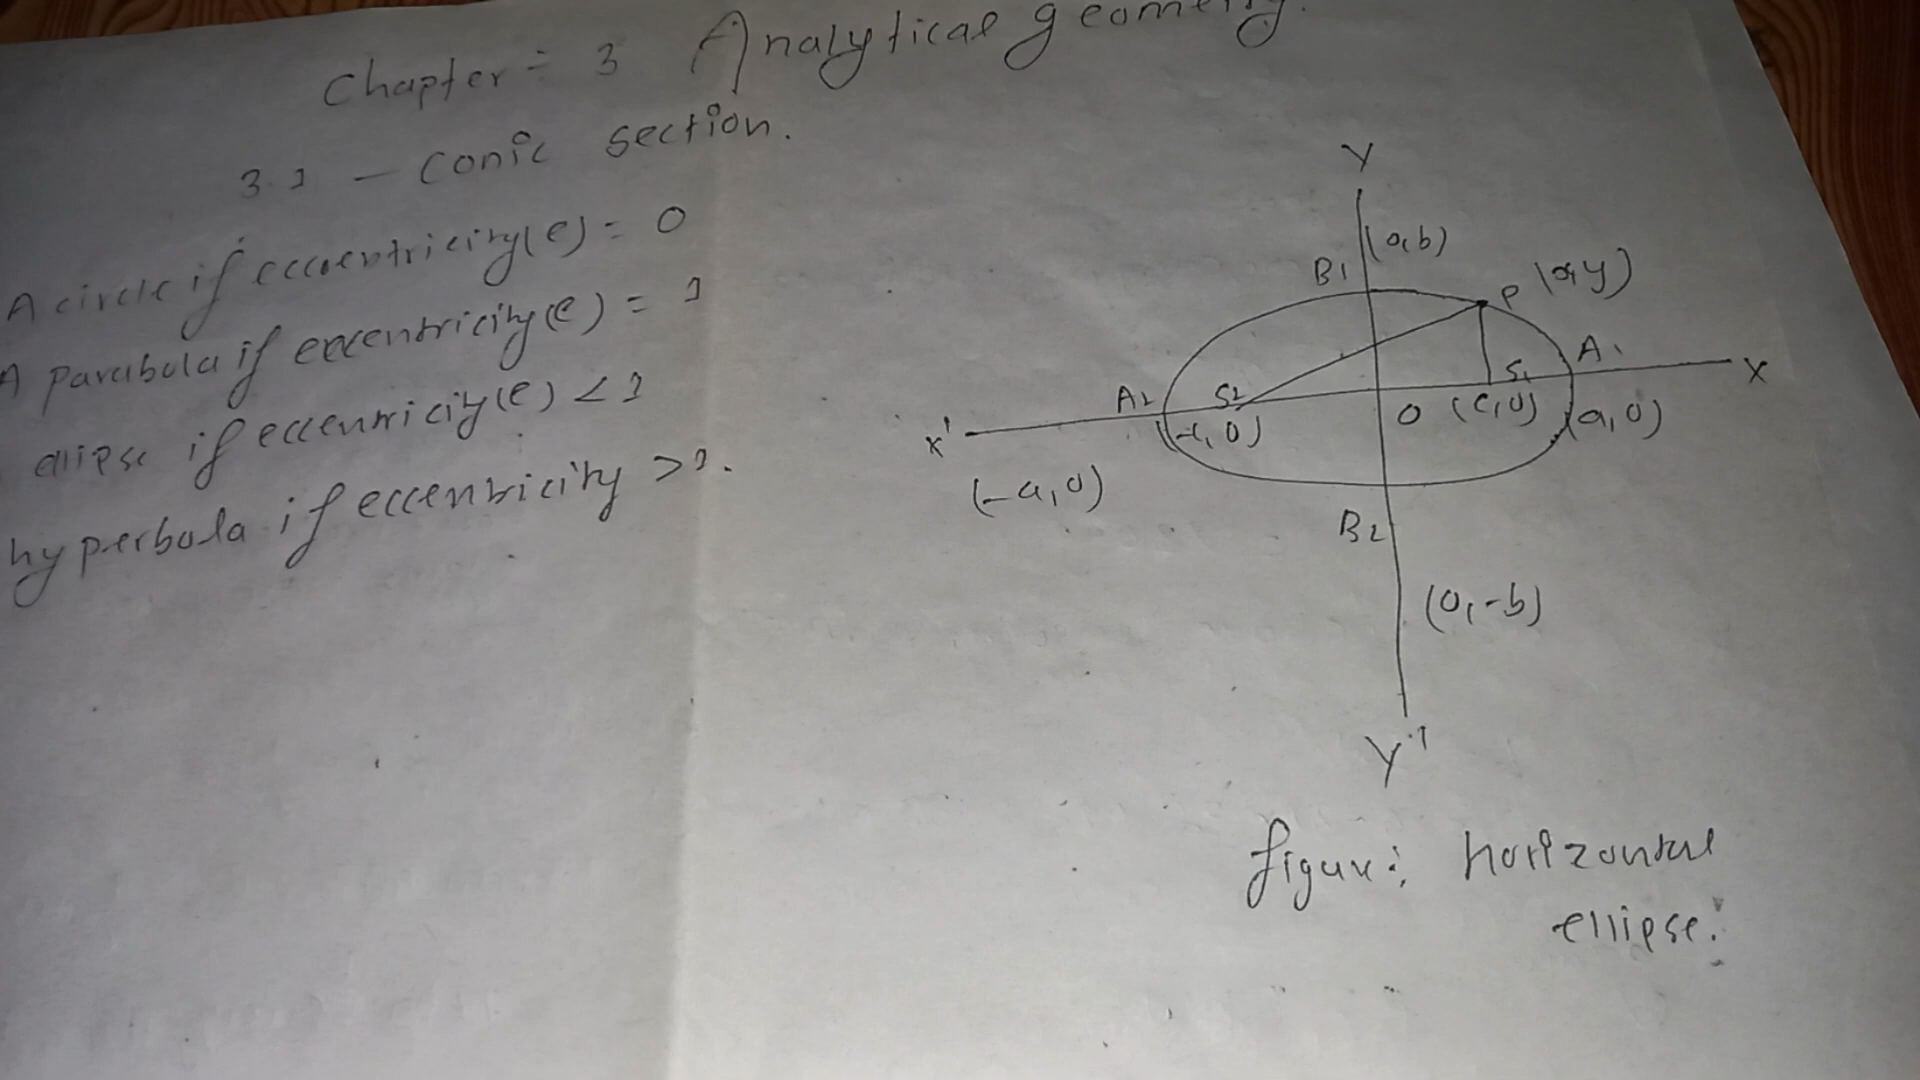 Chapter:- 3 Analytical geometry.
3.1 - Conic section.
A circle if eccentricity(e) = 0
A parabola if eccentricity(e) = 1
ellipse if eccentricity(e) < 1
hyperbola if eccentricity > 1.
Y
(0,b)
B1
P (x,y)
A1
S1
X
A2
S2
O
(c,0)
(a,0)
X'
(-c,0)
(-a,0)
B2
(0,-b)
Y'
figure: horizontal
ellipse: